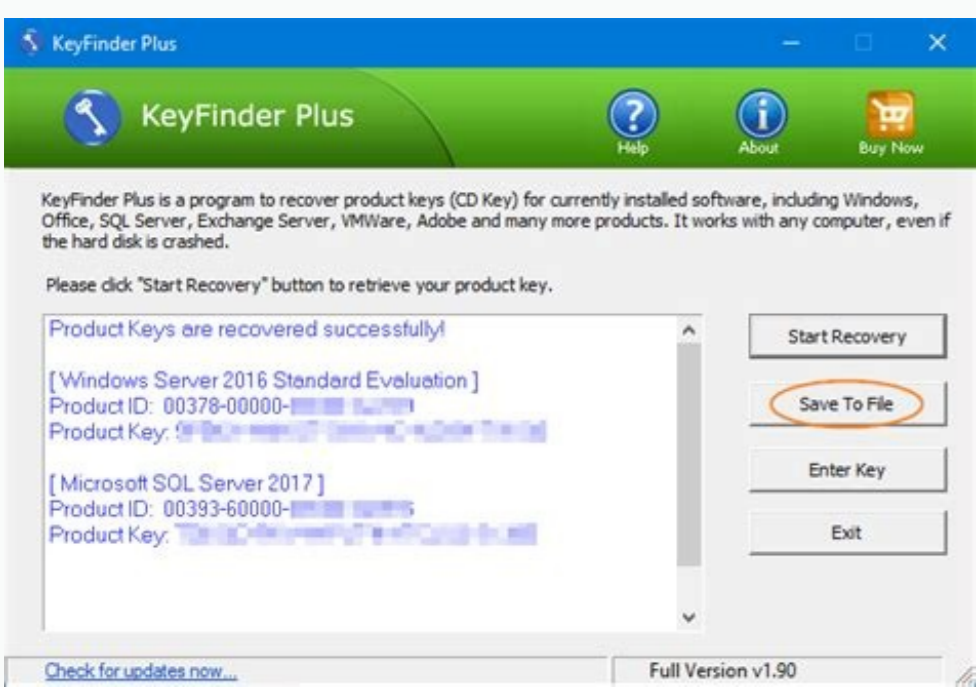 KeyFinder Plus
KeyFinder Plus
Help
About
Buy Now
KeyFinder Plus is a program to recover product keys (CD Key) for currently installed software, including Windows,
Office, SQL Server, Exchange Server, VMWare, Adobe and many more products. It works with any computer, even if
the hard disk is crashed.
Please click "Start Recovery" button to retrieve your product key.
Product Keys are recovered successfully!
[ Windows Server 2016 Standard Evaluation ]
Product ID: 00378-00000-
Product Key:
[ Microsoft SQL Server 2017 ]
Product ID: 00393-60000-
Product Key:
Start Recovery
Save To File
Enter Key
Exit
Check for updates now...
Full Version v1.90